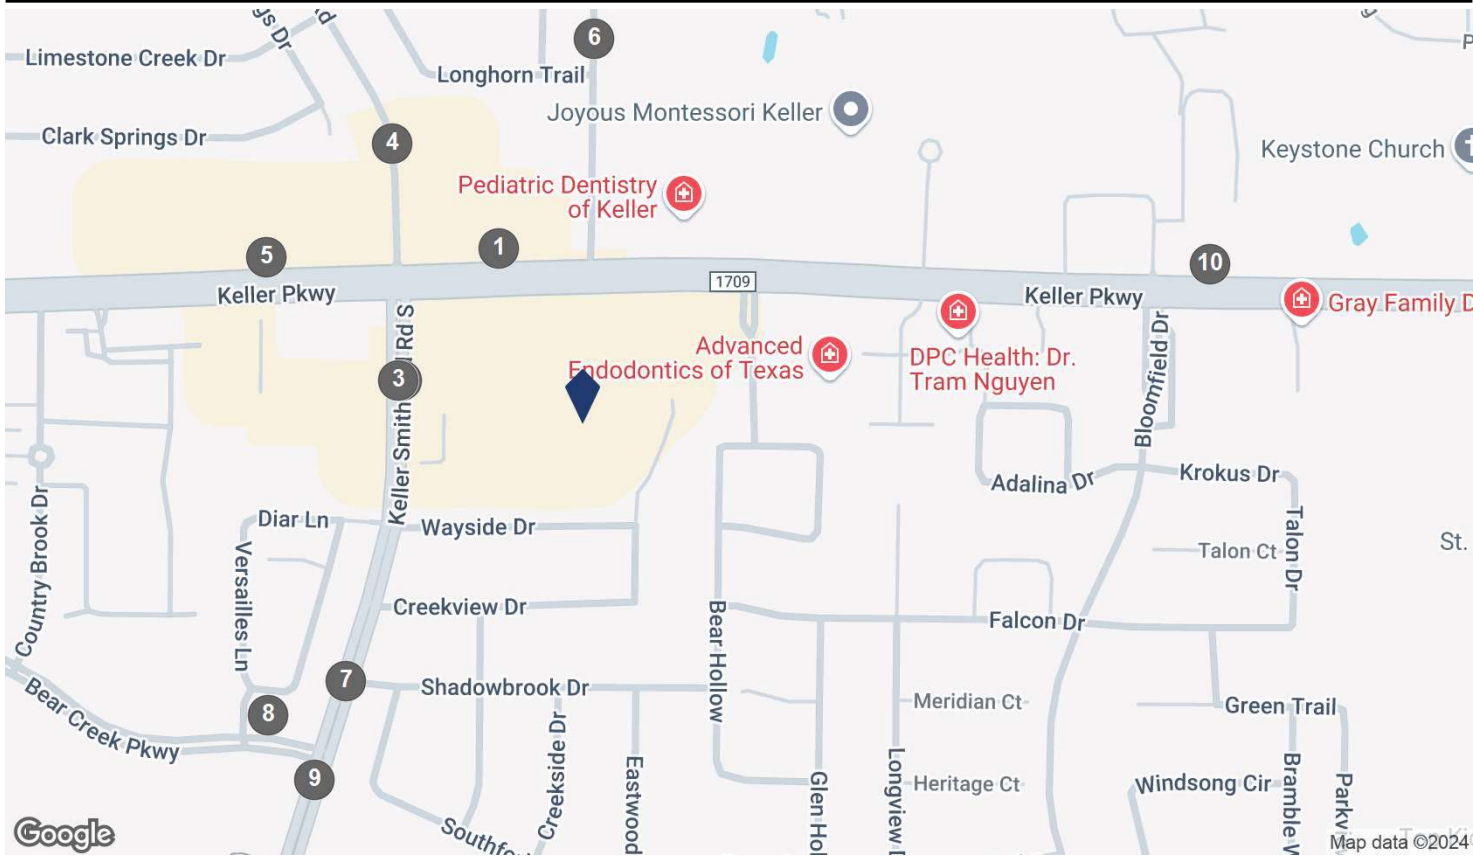 Limestone Creek Dr
Longhorn Trail
6
Joyous Montessori Keller
Clark Springs Dr
4
Keystone Church
Pediatric Dentistry
of Keller
5
1
10
1709
Keller Pkwy
Keller Pkwy
Gray Family D
Advanced
Endodontics of Texas
DPC Health: Dr.
Tram Nguyen
3
Keller Smith
Rd S
Bloomfield Dr
Adalina Dr
Krokus Dr
Country Brook Dr
Diar Ln
Wayside Dr
Talon Dr
Talon Ct
St.
Versailles Ln
Creekview Dr
Bear Hollow
Falcon Dr
7
Shadowbrook Dr
Meridian Ct
Green Trail
8
Bear Creek Pkwy
9
Creekside Dr
Eastwood
Glen Hol
Longview
Heritage Ct
Windsong Cir
Bramble W
Parkv
Southfo
Google
Map data ©2024